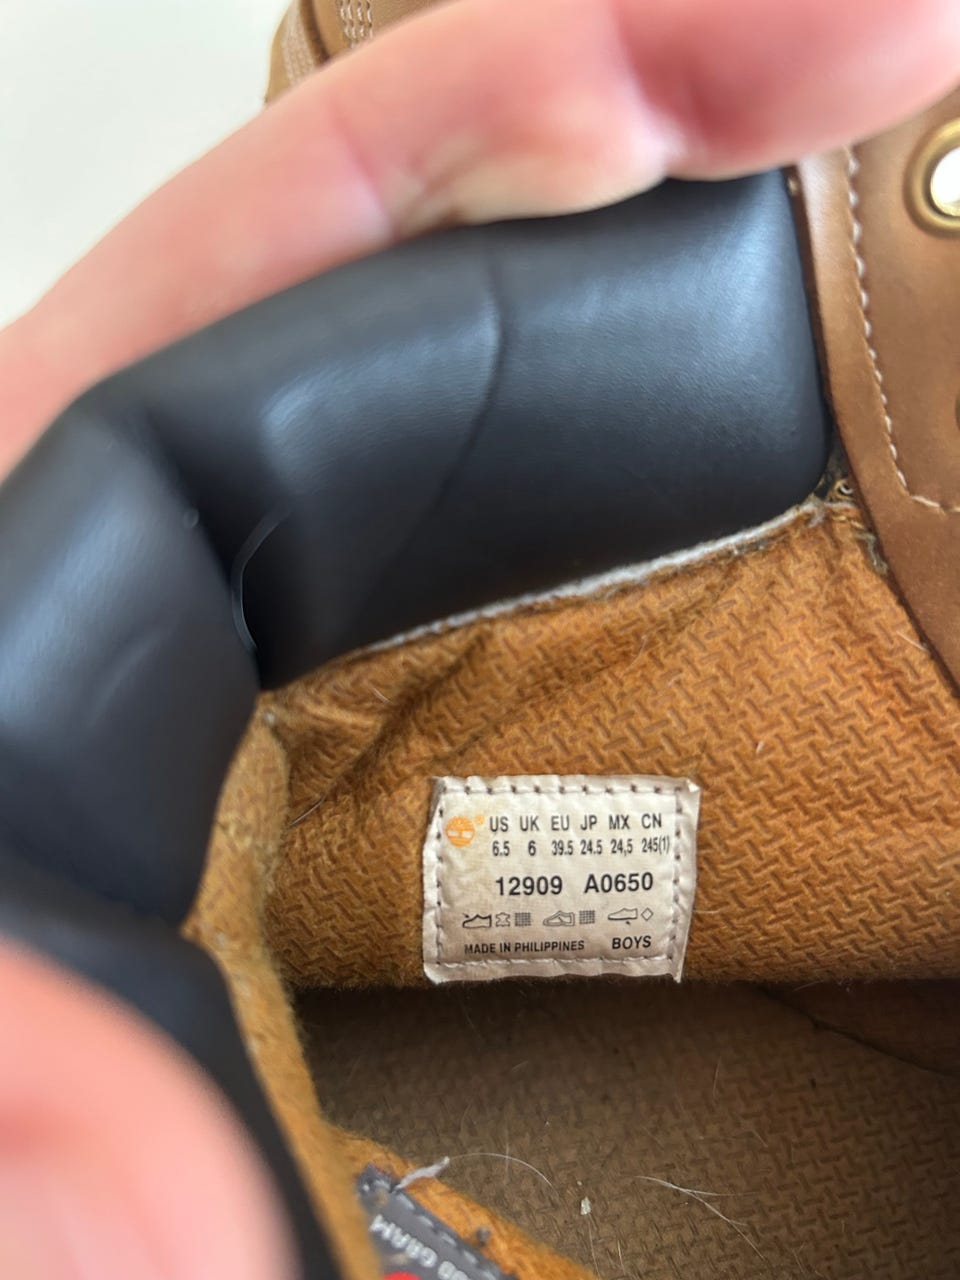 ® US UK EU JP MX CN
6.5 6 39.5 24.5 24,5 245(1)
12909 A0650
MADE IN PHILIPPINES BOYS
GRAM